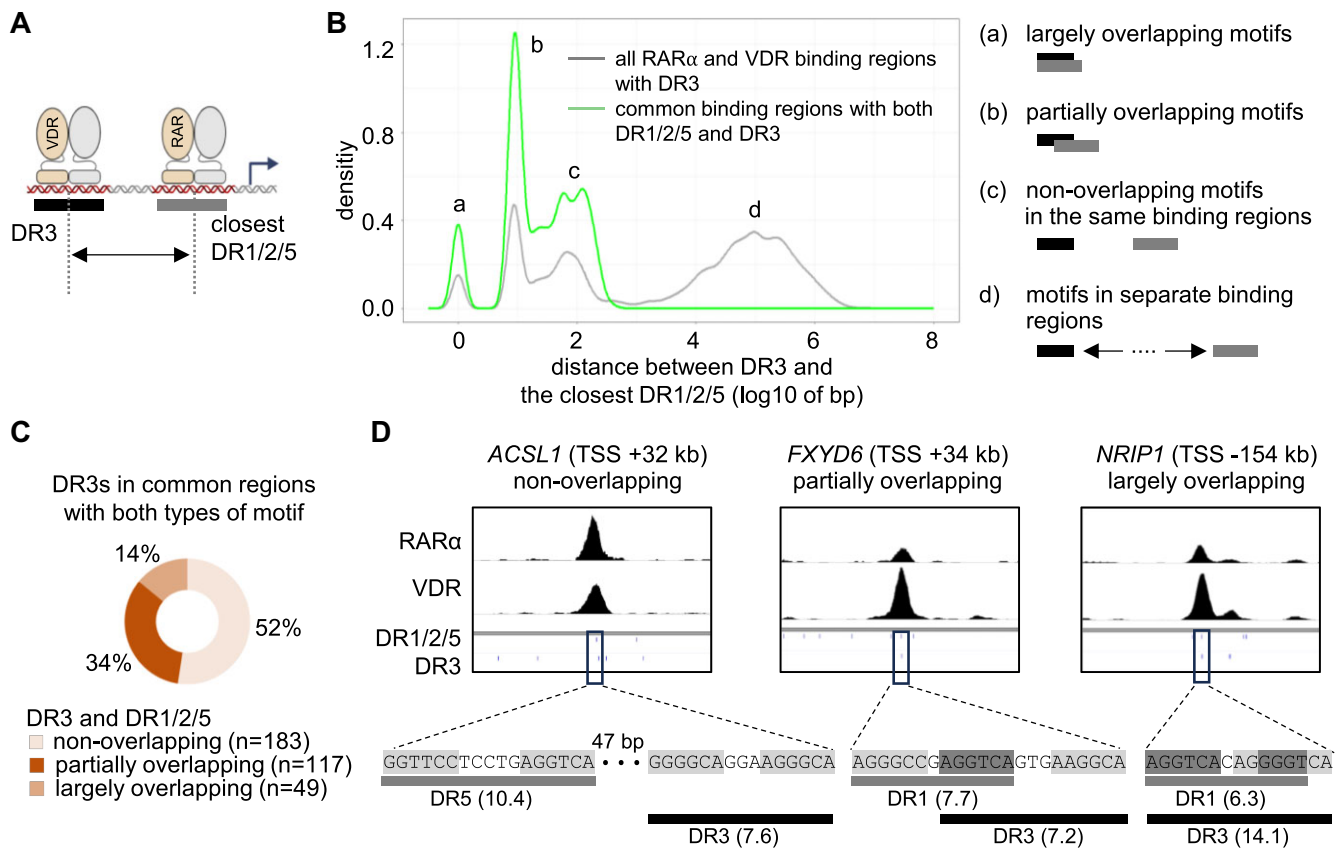 A
VDR
RAR
DR3
closest
DR1/2/5
B
1.2
0.8
0.4
0.0
densitiy
a
b
c
d
all RARα and VDR binding regions
with DR3
common binding regions with both
DR1/2/5 and DR3
0 2 4 6 8
distance between DR3 and
the closest DR1/2/5 (log10 of bp)
(a) largely overlapping motifs
(b) partially overlapping motifs
(c) non-overlapping motifs
in the same binding regions
d) motifs in separate binding
regions
C
DR3s in common regions
with both types of motif
14%
52%
34%
DR3 and DR1/2/5
non-overlapping (n=183)
partially overlapping (n=117)
largely overlapping (n=49)
D
ACSL1 (TSS +32 kb)
non-overlapping
FXYD6 (TSS +34 kb)
partially overlapping
NRIP1 (TSS -154 kb)
largely overlapping
RARα
VDR
DR1/2/5
DR3
47 bp
GGTTCCTCCTGAGGTCA • • • GGGGCAGGAAGGGCA
DR5 (10.4)
DR3 (7.6)
AGGGCCGAGGTCAGTGAAGGCA
DR1 (7.7)
DR3 (7.2)
AGGTCACAGGGGTCA
DR1 (6.3)
DR3 (14.1)